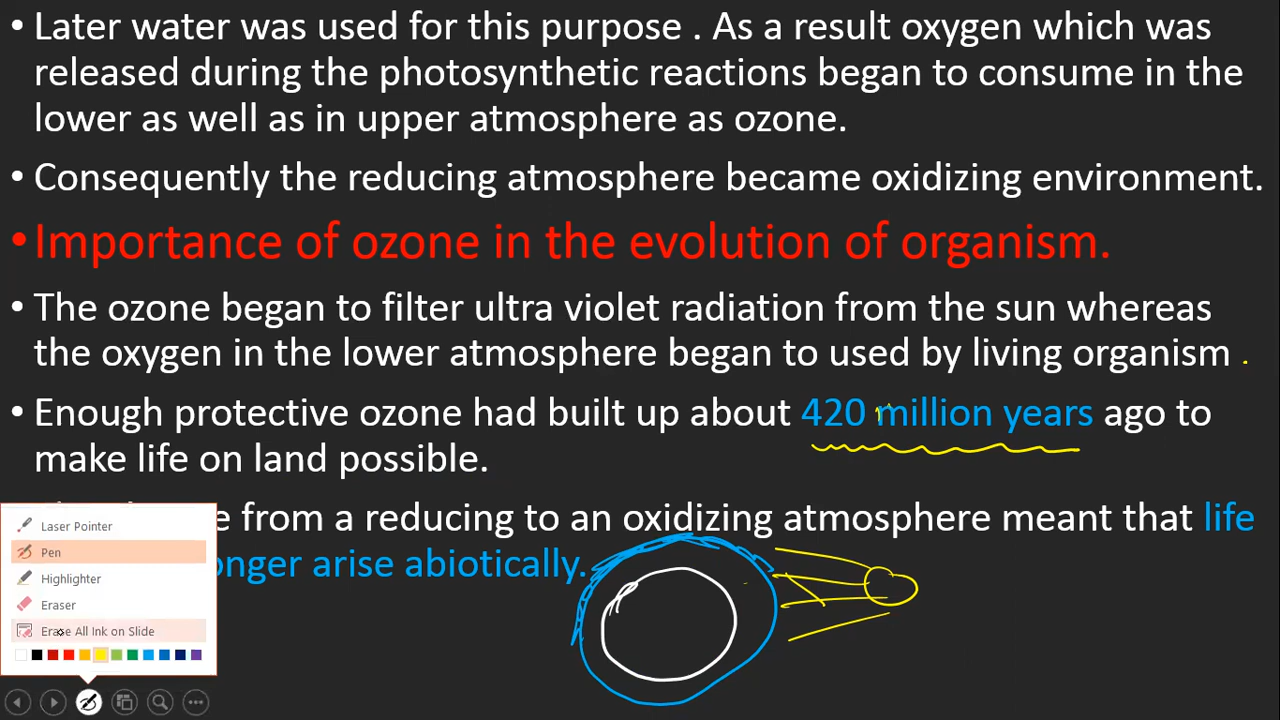 • Later water was used for this purpose . As a result oxygen which was
released during the photosynthetic reactions began to consume in the
lower as well as in upper atmosphere as ozone.
• Consequently the reducing atmosphere became oxidizing environment.
• Importance of ozone in the evolution of organism.
• The ozone began to filter ultra violet radiation from the sun whereas
the oxygen in the lower atmosphere began to used by living organism .
• Enough protective ozone had built up about 420 million years ago to
make life on land possible.
from a reducing to an oxidizing atmosphere meant that life
arise abiotically.
Laser Pointer
Pen
Highlighter
Eraser
Erase All Ink on Slide